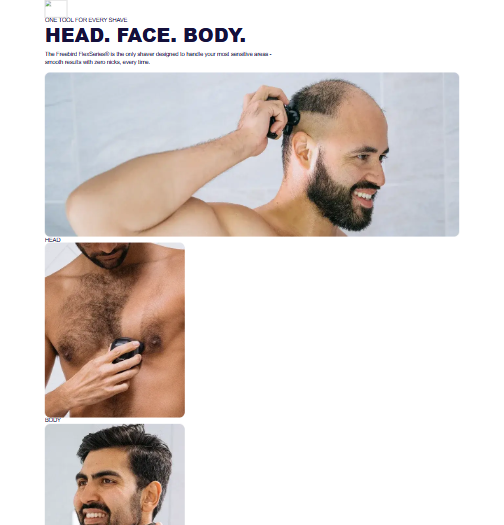 ONE TOOL FOR EVERY SHAVE
HEAD. FACE. BODY.
The Freebird FlexSeries® is the only shaver designed to handle your most sensitive areas -
smooth results with zero nicks, every time.
HEAD
BODY